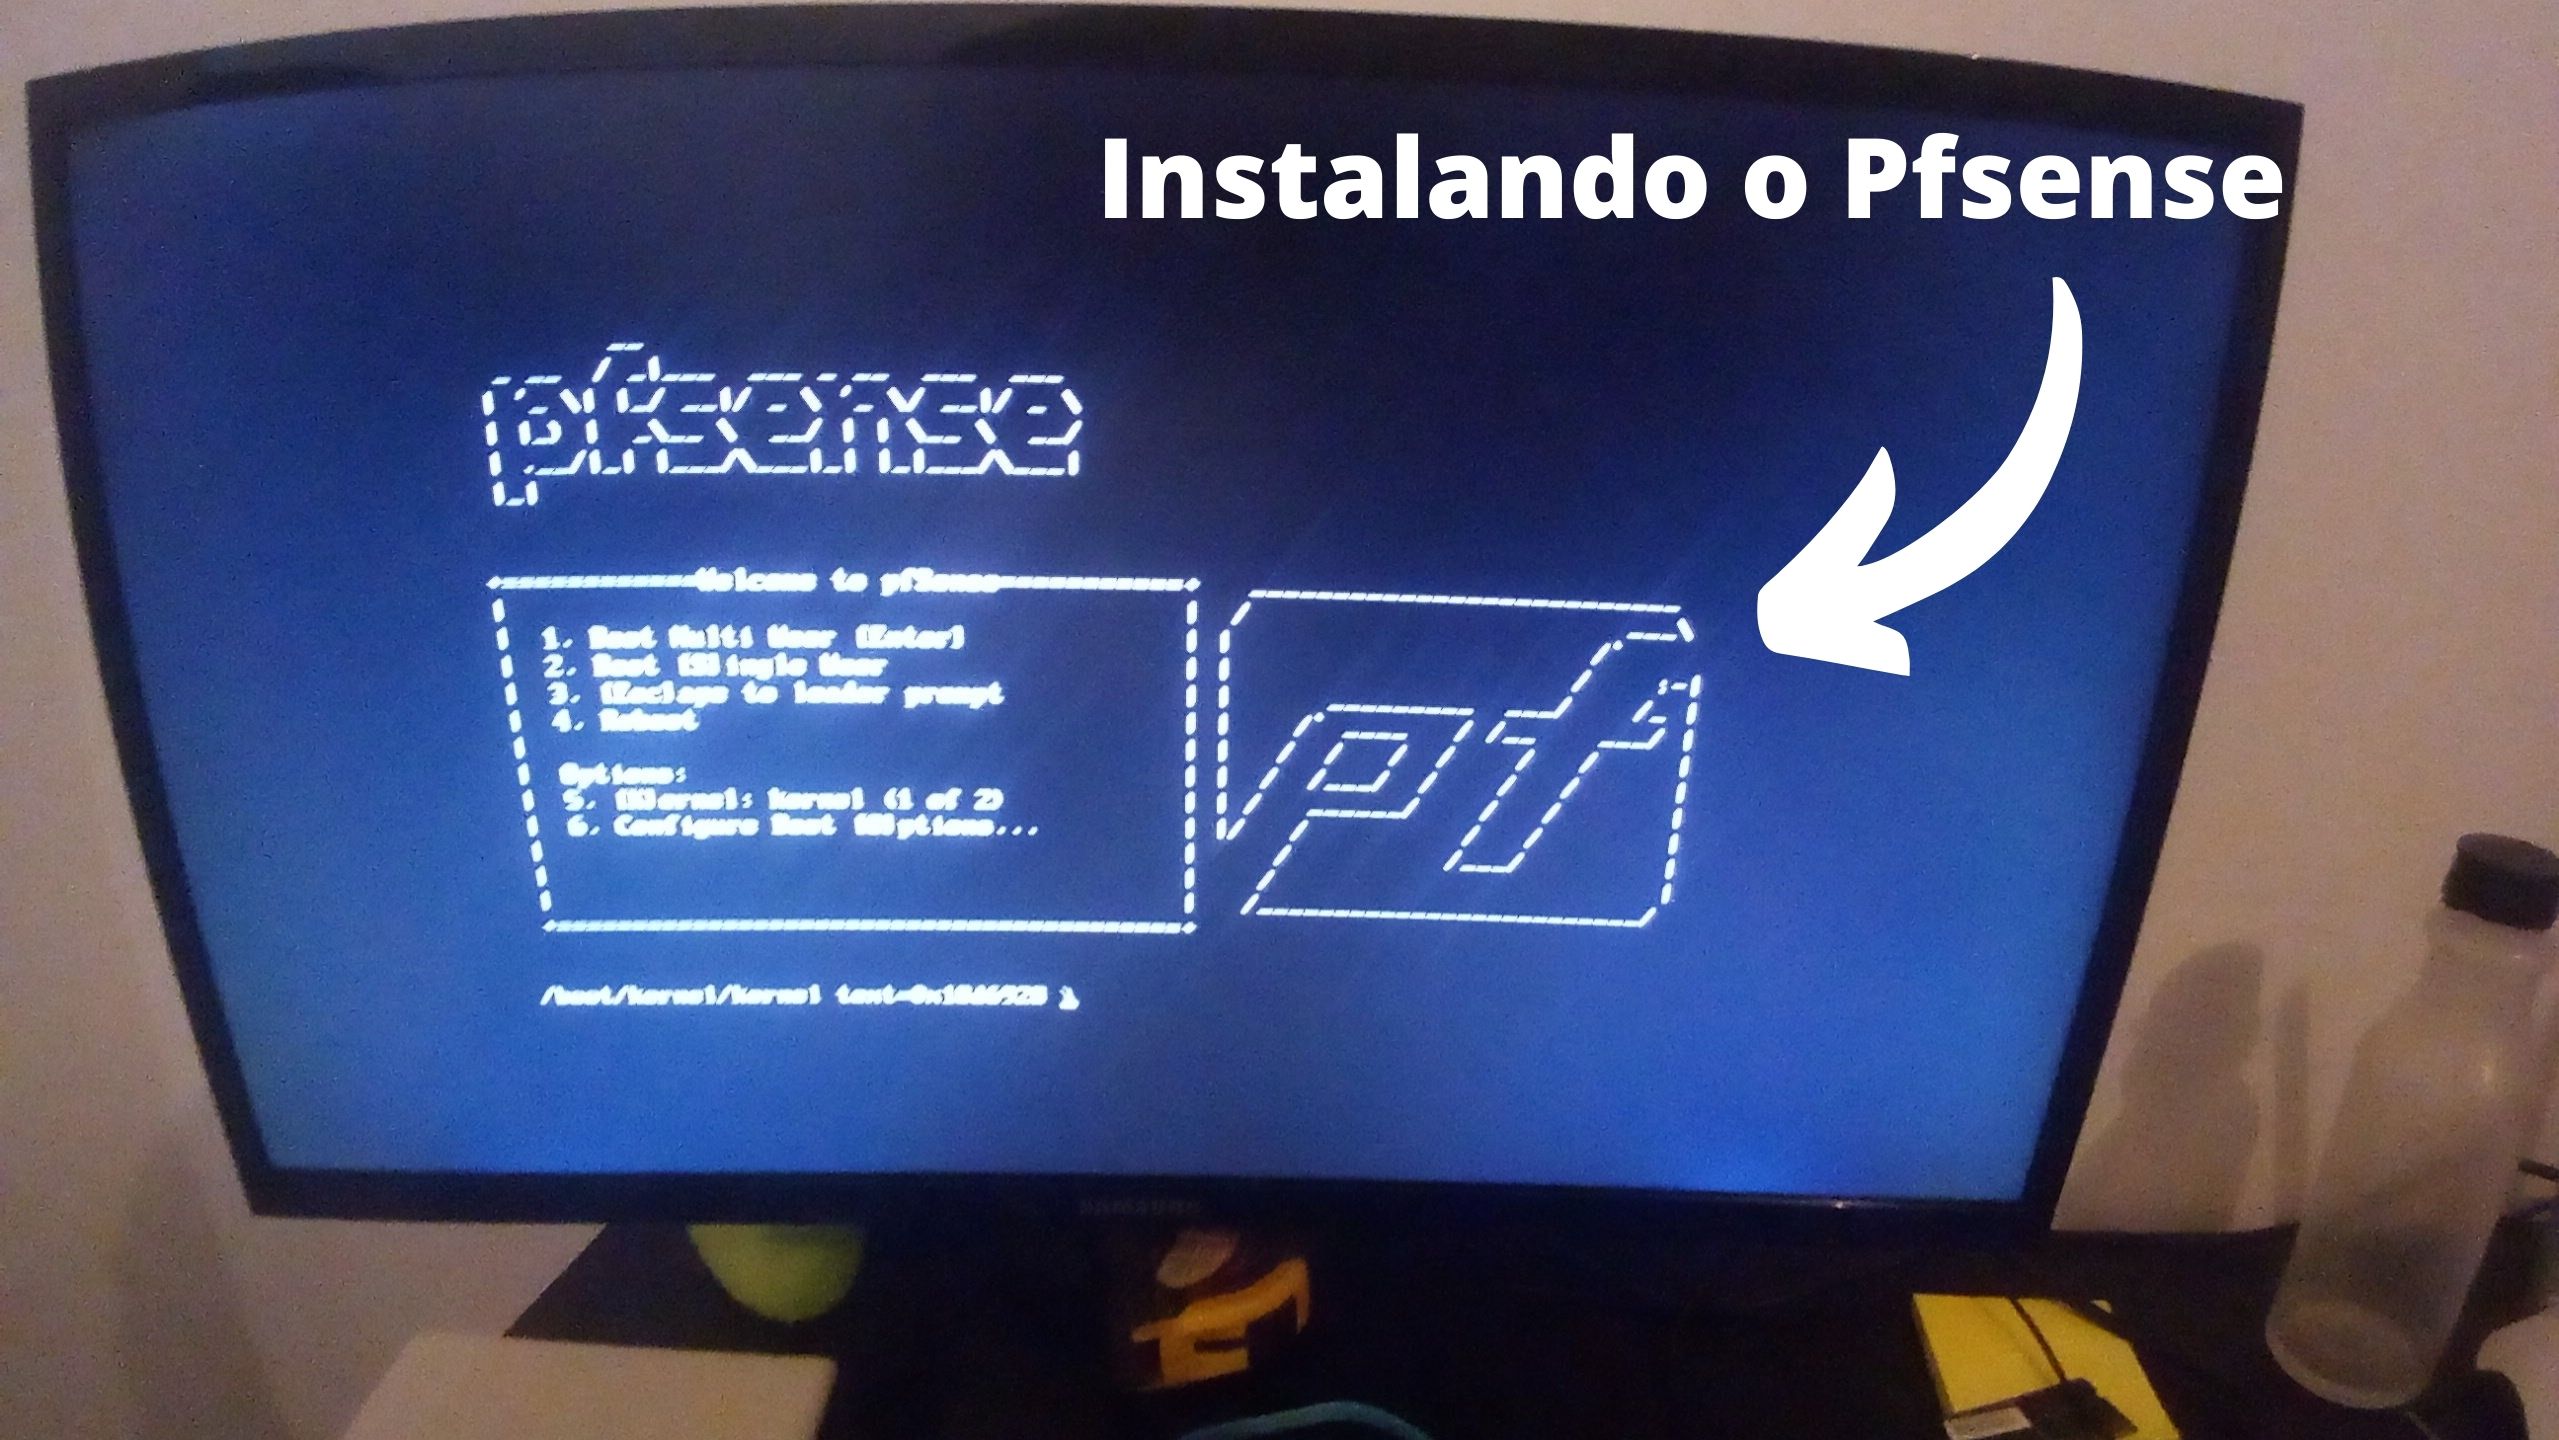 Instalando o Pfsense
pfsense
Welcome to pfSense
1. Boot Multi User [Enter]
2. Boot [S]ingle User
3. [Esc]ape to loader prompt
4. Reboot
Options:
5. [K]ernel: kernel (1 of 2)
6. Configure Boot [O]ptions...
pf
/boot/kernel/kernel
SAMSUNG